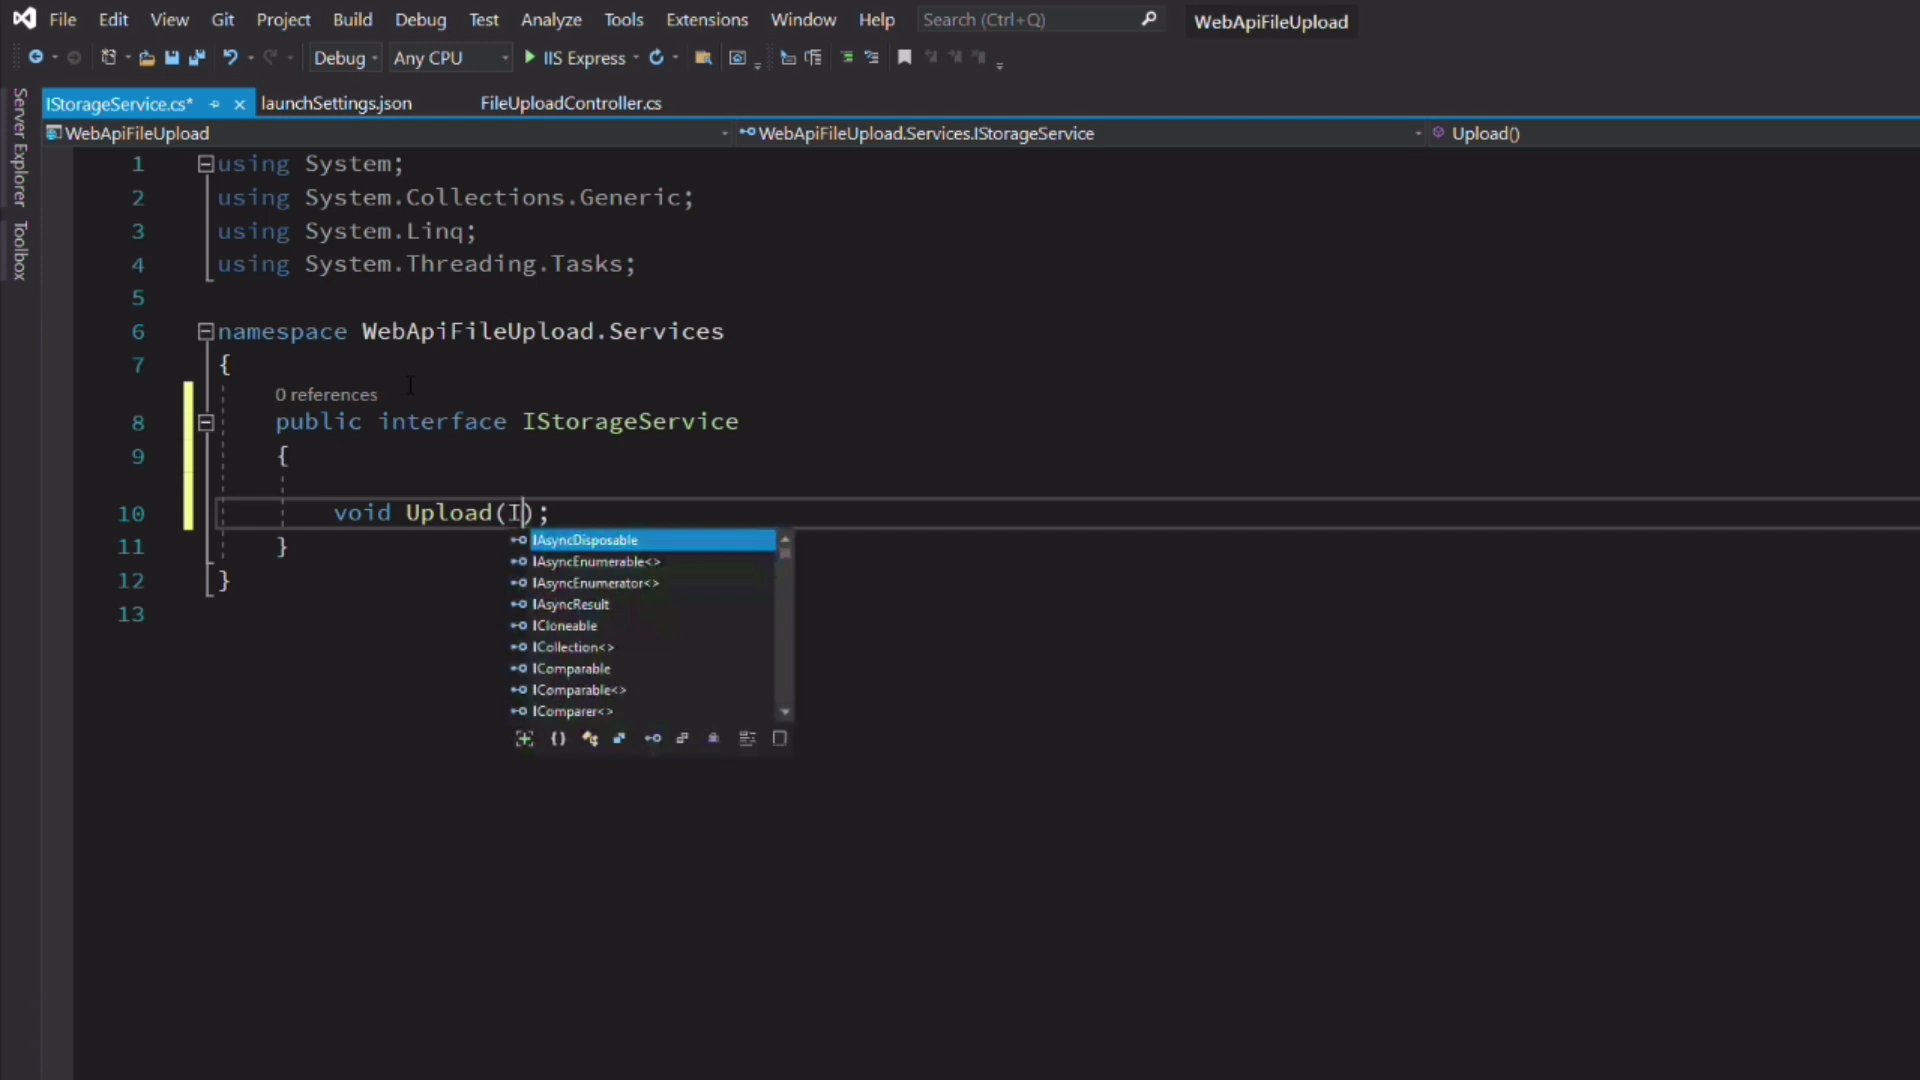 File Edit View Git Project Build Debug Test Analyze Tools Extensions Window Help Search (Ctrl+Q) WebApiFileUpload
Debug Any CPU IIS Express
IStorageService.cs* launchSettings.json FileUploadController.cs
WebApiFileUpload WebApiFileUpload.Services.IStorageService Upload()
Server Explorer
Toolbox
1 using System;
2 using System.Collections.Generic;
3 using System.Linq;
4 using System.Threading.Tasks;
5
6 namespace WebApiFileUpload.Services
7 {
0 references
8 public interface IStorageService
9 {
10 void Upload(I);
11 }
12 }
13
IAsyncDisposable
IAsyncEnumerable<>
IAsyncEnumerator<>
IAsyncResult
ICloneable
ICollection<>
IComparable
IComparable<>
IComparer<>